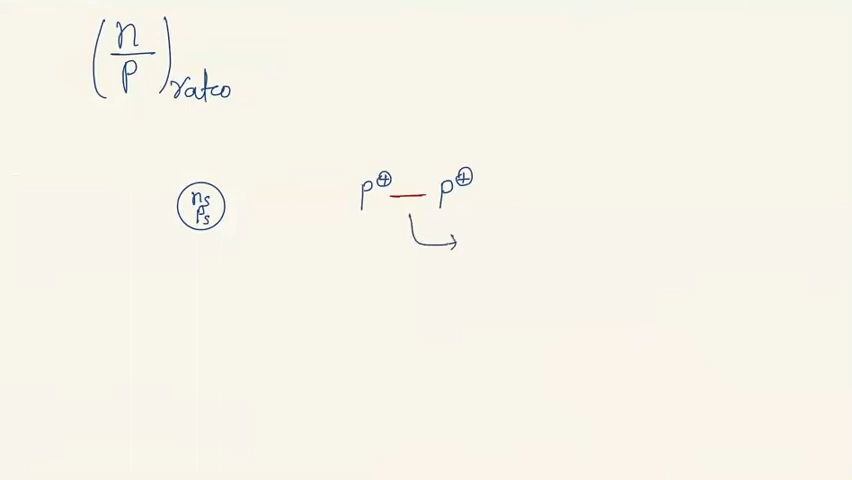 (n/p) ratio
ns
ps
p⊕ — p⊕